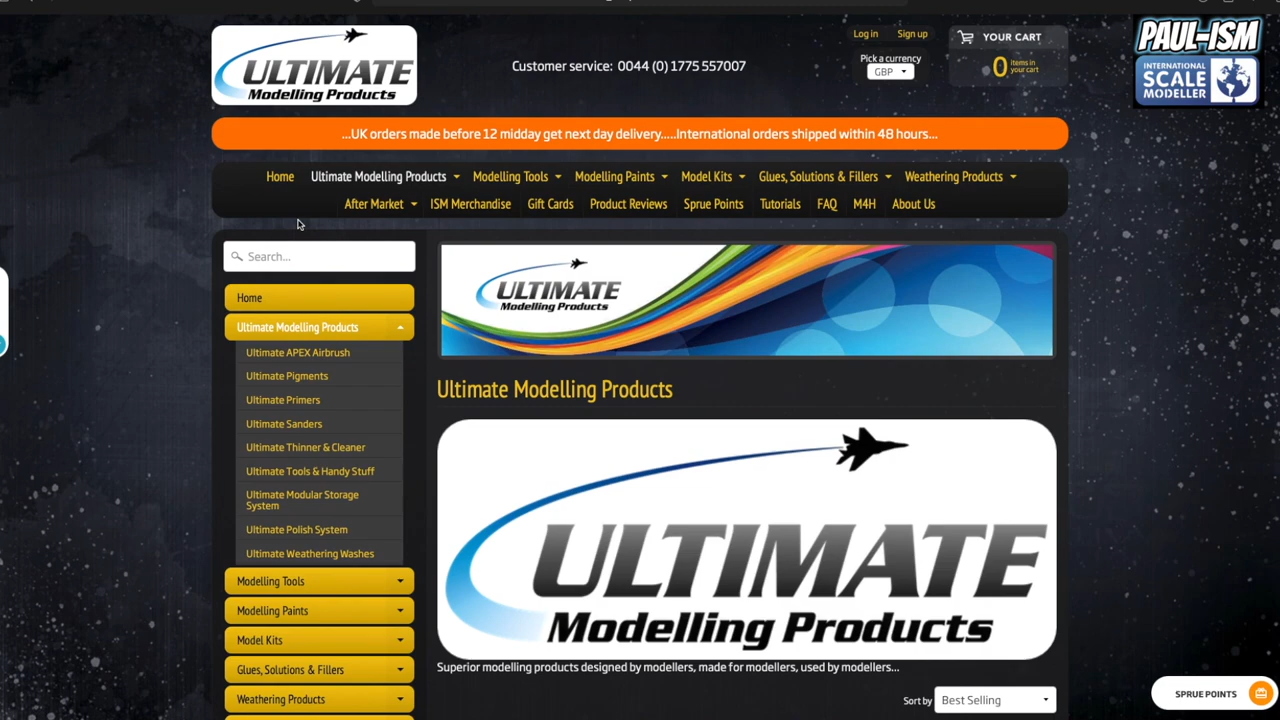 ULTIMATE
Modelling Products
Customer service: 0044 (0) 1775 557007
Log in
Sign up
Pick a currency
GBP
YOUR CART
0 items in your cart
PAUL-ISM
INTERNATIONAL
SCALE
MODELLER
...UK orders made before 12 midday get next day delivery.....International orders shipped within 48 hours...
Home Ultimate Modelling Products Modelling Tools Modelling Paints Model Kits Glues, Solutions & Fillers Weathering Products
After Market ISM Merchandise Gift Cards Product Reviews Sprue Points Tutorials FAQ M4H About Us
Search...
Home
Ultimate Modelling Products
Ultimate APEX Airbrush
Ultimate Pigments
Ultimate Primers
Ultimate Sanders
Ultimate Thinner & Cleaner
Ultimate Tools & Handy Stuff
Ultimate Modular Storage
System
Ultimate Polish System
Ultimate Weathering Washes
Modelling Tools
Modelling Paints
Model Kits
Glues, Solutions & Fillers
Weathering Products
ULTIMATE
Modelling Products
Ultimate Modelling Products
ULTIMATE
Modelling Products
Superior modelling products designed by modellers, made for modellers, used by modellers...
Sort by
Best Selling
SPRUE POINTS